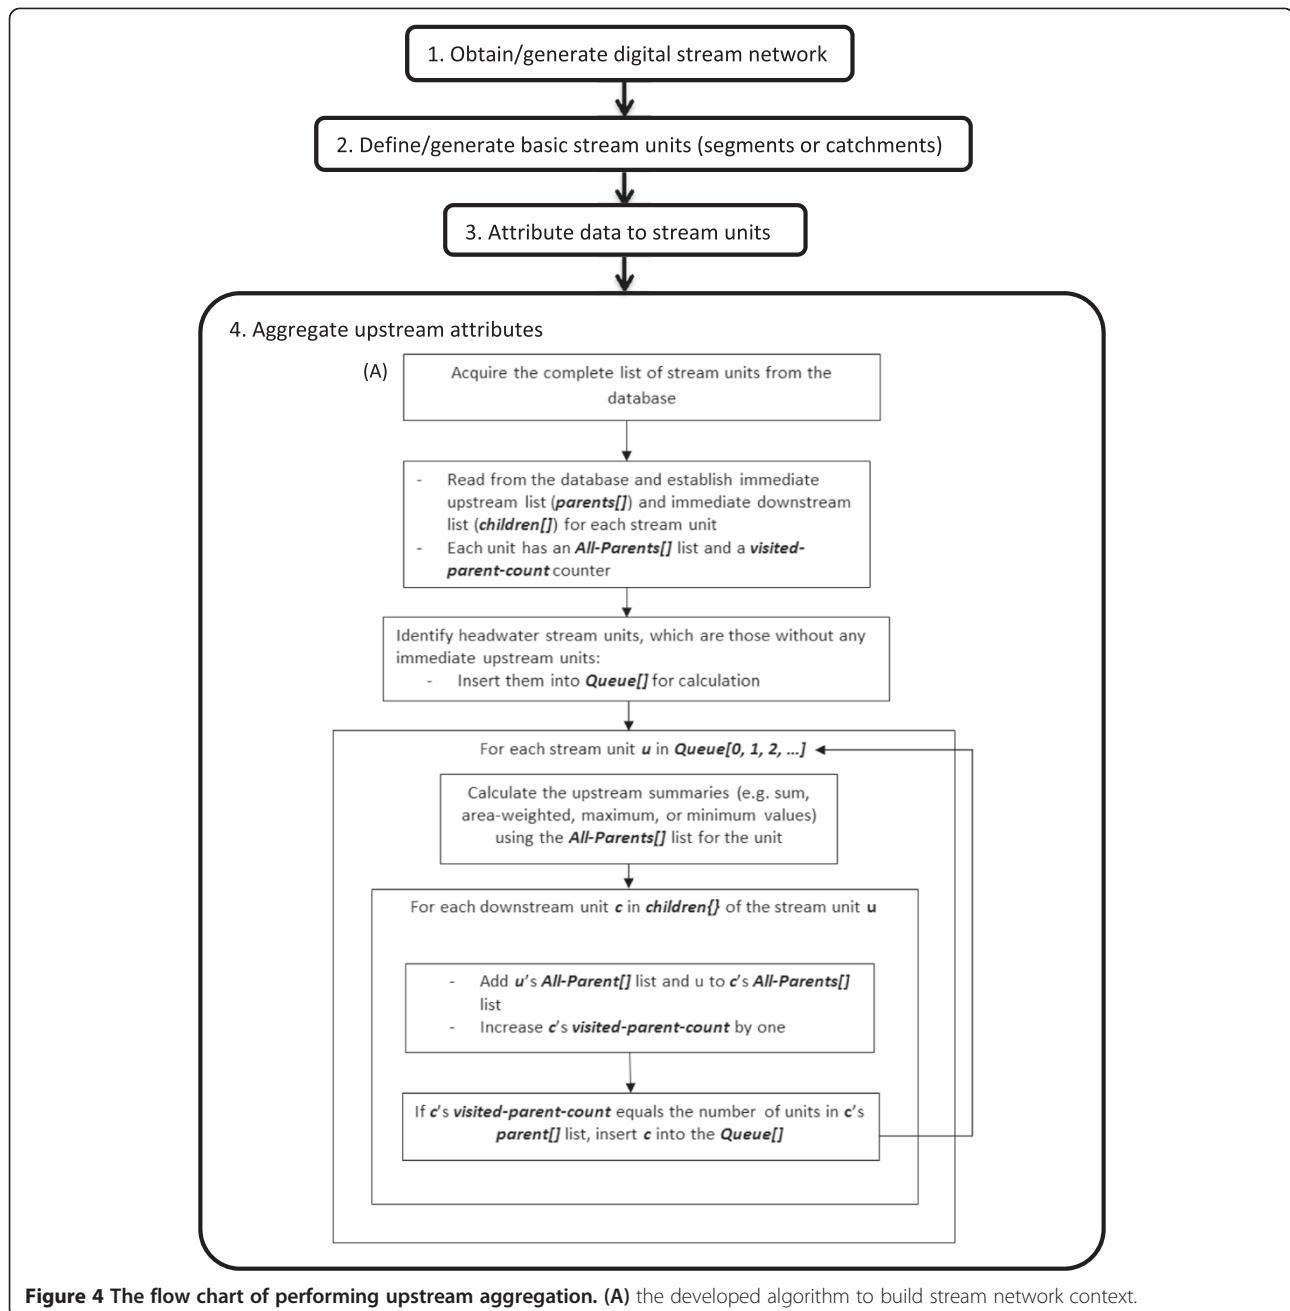 1. Obtain/generate digital stream network
2. Define/generate basic stream units (segments or catchments)
3. Attribute data to stream units
4. Aggregate upstream attributes
(A)
Acquire the complete list of stream units from the
database
- Read from the database and establish immediate
upstream list (parents[]) and immediate downstream
list (children[]) for each stream unit
- Each unit has an All-Parents[] list and a visited-
parent-count counter
Identify headwater stream units, which are those without any
immediate upstream units:
- Insert them into Queue[] for calculation
For each stream unit u in Queue[0, 1, 2, ...]
Calculate the upstream summaries (e.g. sum,
area-weighted, maximum, or minimum values)
using the All-Parents[] list for the unit
For each downstream unit c in children{} of the stream unit u
- Add u's All-Parent[] list and u to c's All-Parents[]
list
- Increase c's visited-parent-count by one
If c's visited-parent-count equals the number of units in c's
parent[] list, insert c into the Queue[]
Figure 4 The flow chart of performing upstream aggregation. (A) the developed algorithm to build stream network context.